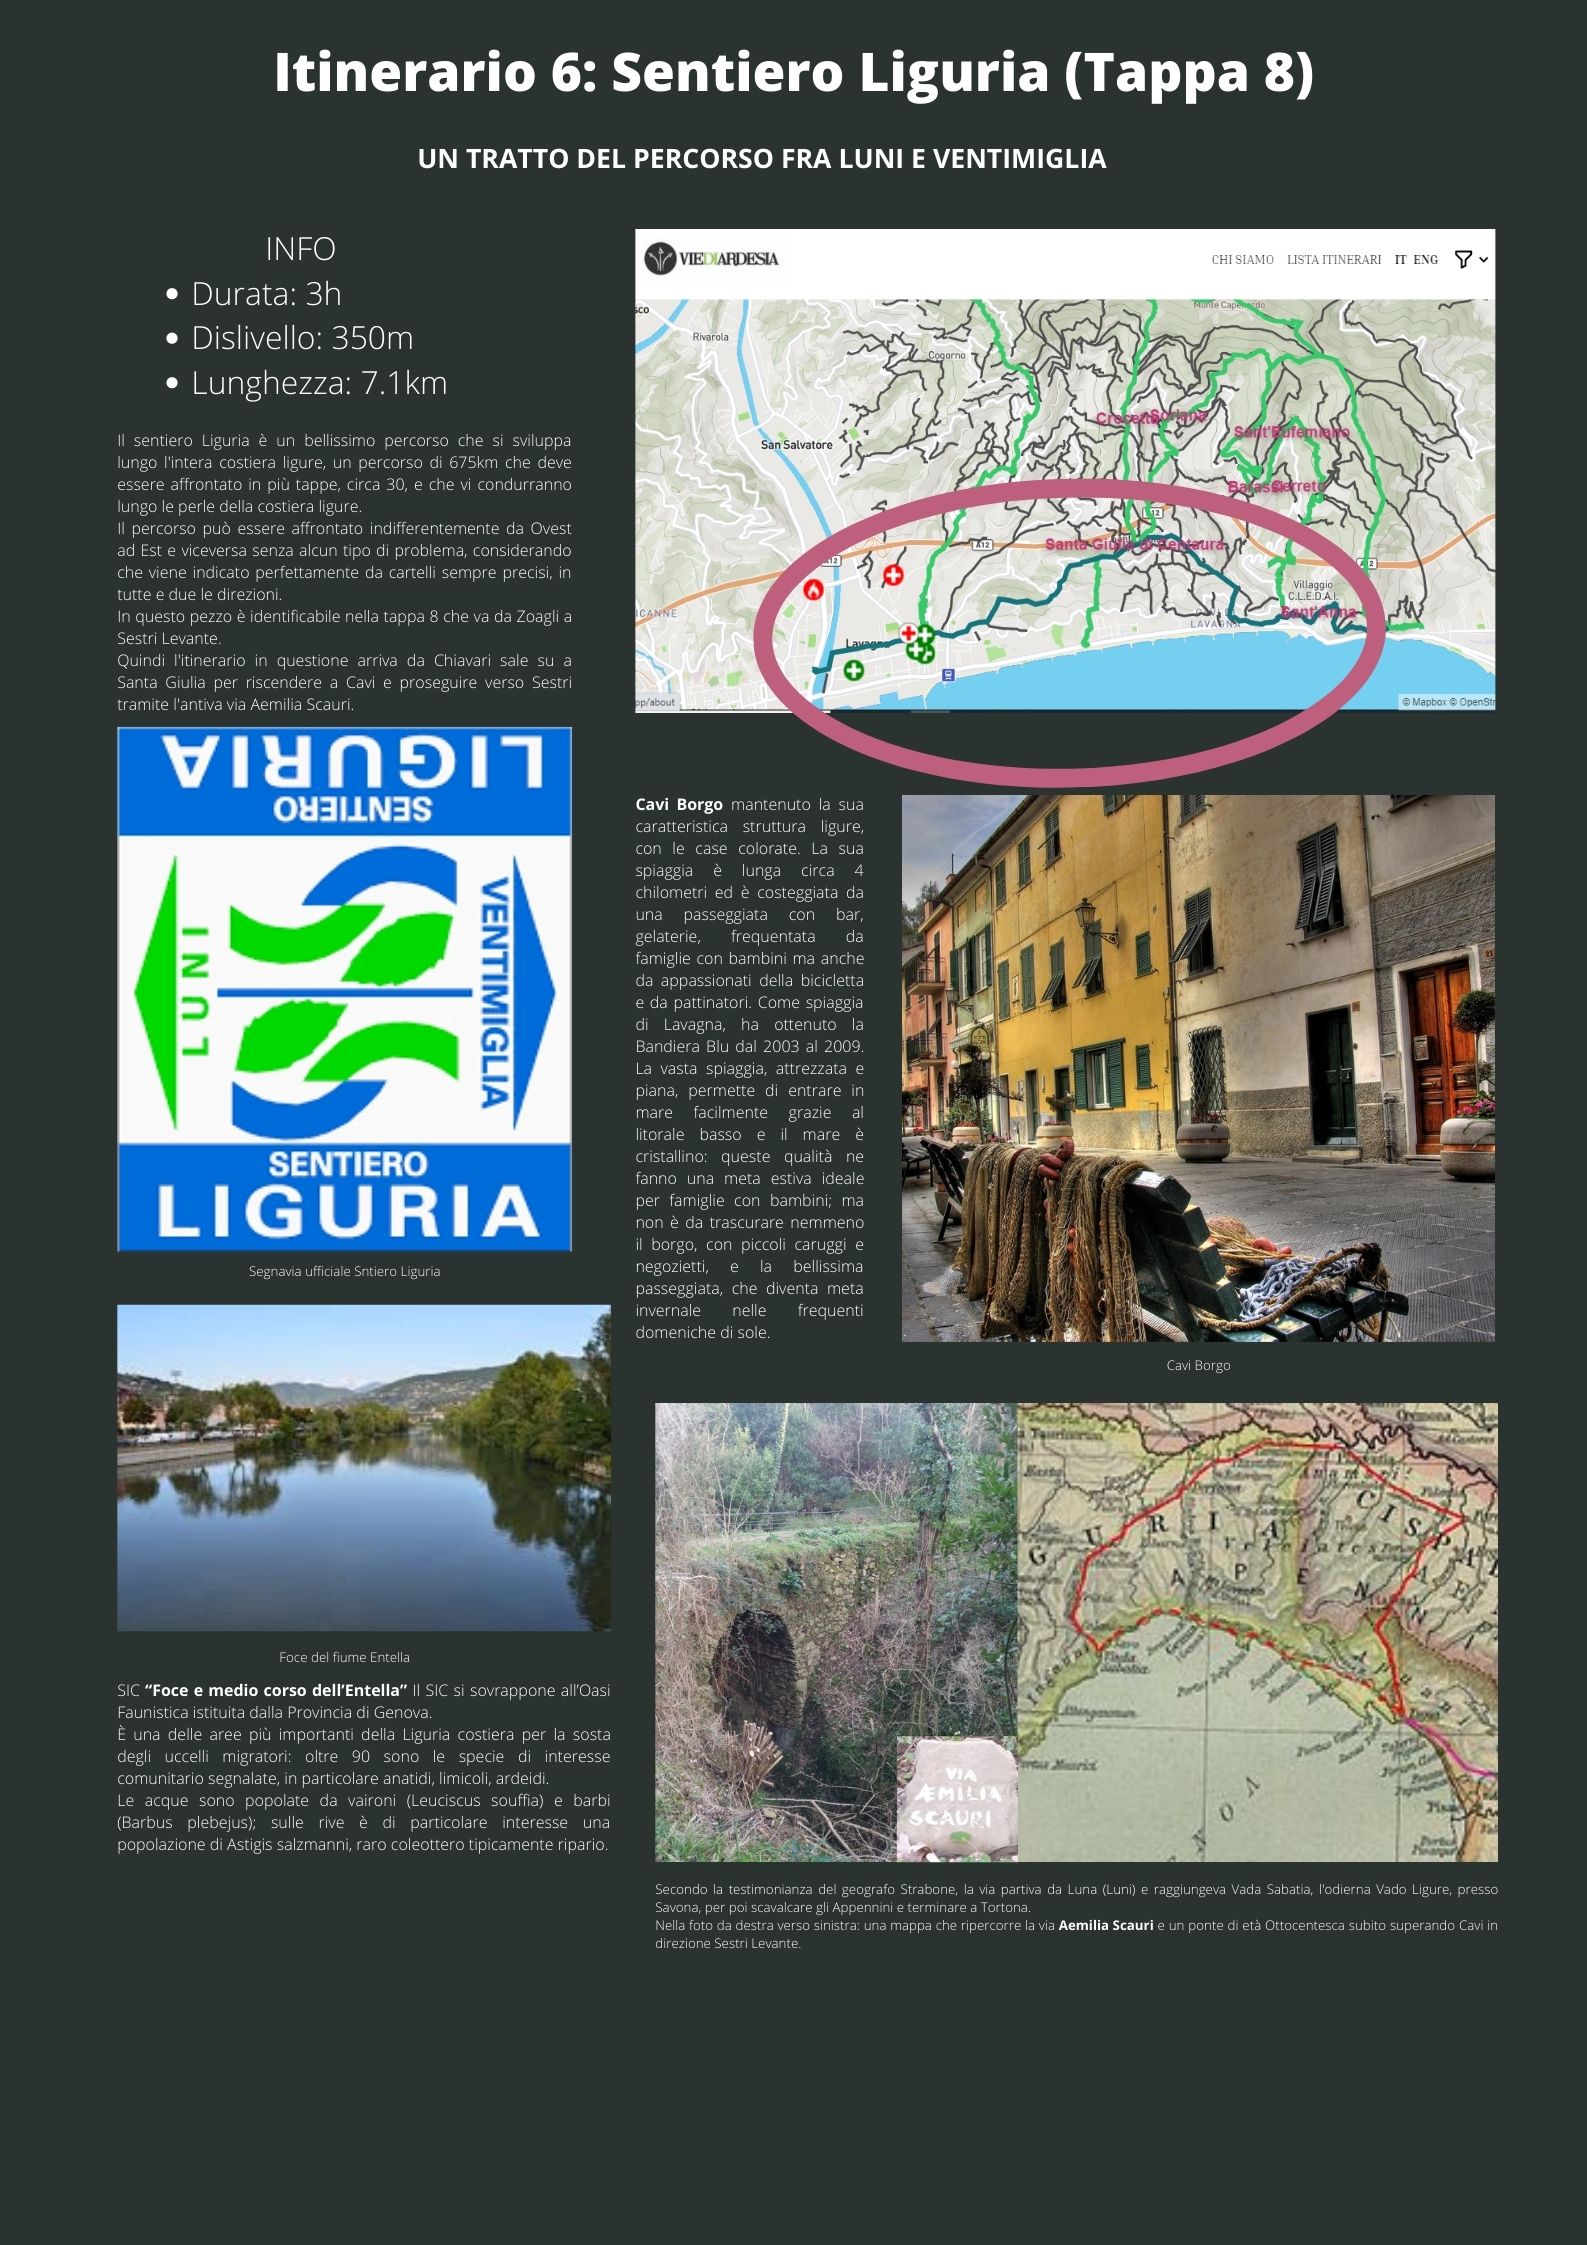 Itinerario 6: Sentiero Liguria (Tappa 8)
UN TRATTO DEL PERCORSO FRA LUNI E VENTIMIGLIA
INFO
• Durata: 3h
• Dislivello: 350m
• Lunghezza: 7.1km
Il sentiero Liguria è un bellissimo percorso che si sviluppa
lungo l'intera costiera ligure, un percorso di 675km che deve
essere affrontato in più tappe, circa 30, e che vi condurranno
lungo le perle della costiera ligure.
Il percorso può essere affrontato indifferentemente da Ovest
ad Est e viceversa senza alcun tipo di problema, considerando
che viene indicato perfettamente da cartelli sempre precisi, in
tutte e due le direzioni.
In questo pezzo è identificabile nella tappa 8 che va da Zoagli a
Sestri Levante.
Quindi l'itinerario in questione arriva da Chiavari sale su a
Santa Giulia per riscendere a Cavi e proseguire verso Sestri
tramite l'antiva via Aemilia Scauri.
VIEDIARDESIA
CHI SIAMO LISTA ITINERARI IT ENG
sco
Rivarola
Cogorno
San Salvatore
Crocetta
Sorlana
Sant'Eufemiano
Barassi
Serreto
A12
Santa Giulia di Centaura
Villaggio
C.L.E.D.A.I.
Sant'Anna
ICANNE
Lavagna
LAVAGNA
pp/about
© Mapbox © OpenStr
SENTIERO
LIGURIA
LUNI
VENTIMIGLIA
SENTIERO
LIGURIA
Segnavia ufficiale Sntiero Liguria
Cavi Borgo mantenuto la sua
caratteristica struttura ligure,
con le case colorate. La sua
spiaggia è lunga circa 4
chilometri ed è costeggiata da
una passeggiata con bar,
gelaterie, frequentata da
famiglie con bambini ma anche
da appassionati della bicicletta
e da pattinatori. Come spiaggia
di Lavagna, ha ottenuto la
Bandiera Blu dal 2003 al 2009.
La vasta spiaggia, attrezzata e
piana, permette di entrare in
mare facilmente grazie al
litorale basso e il mare è
cristallino: queste qualità ne
fanno una meta estiva ideale
per famiglie con bambini; ma
non è da trascurare nemmeno
il borgo, con piccoli caruggi e
negozietti, e la bellissima
passeggiata, che diventa meta
invernale nelle frequenti
domeniche di sole.
Cavi Borgo
Foce del fiume Entella
SIC “Foce e medio corso dell’Entella” Il SIC si sovrappone all’Oasi
Faunistica istituita dalla Provincia di Genova.
È una delle aree più importanti della Liguria costiera per la sosta
degli uccelli migratori: oltre 90 sono le specie di interesse
comunitario segnalate, in particolare anatidi, limicoli, ardeidi.
Le acque sono popolate da vaironi (Leuciscus souffia) e barbi
(Barbus plebejus); sulle rive è di particolare interesse una
popolazione di Astigis salzmanni, raro coleottero tipicamente ripario.
VIA
ÆMILIA
SCAURI
Secondo la testimonianza del geografo Strabone, la via partiva da Luna (Luni) e raggiungeva Vada Sabatia, l'odierna Vado Ligure, presso
Savona, per poi scavalcare gli Appennini e terminare a Tortona.
Nella foto da destra verso sinistra: una mappa che ripercorre la via Aemilia Scauri e un ponte di età Ottocentesca subito superando Cavi in
direzione Sestri Levante.